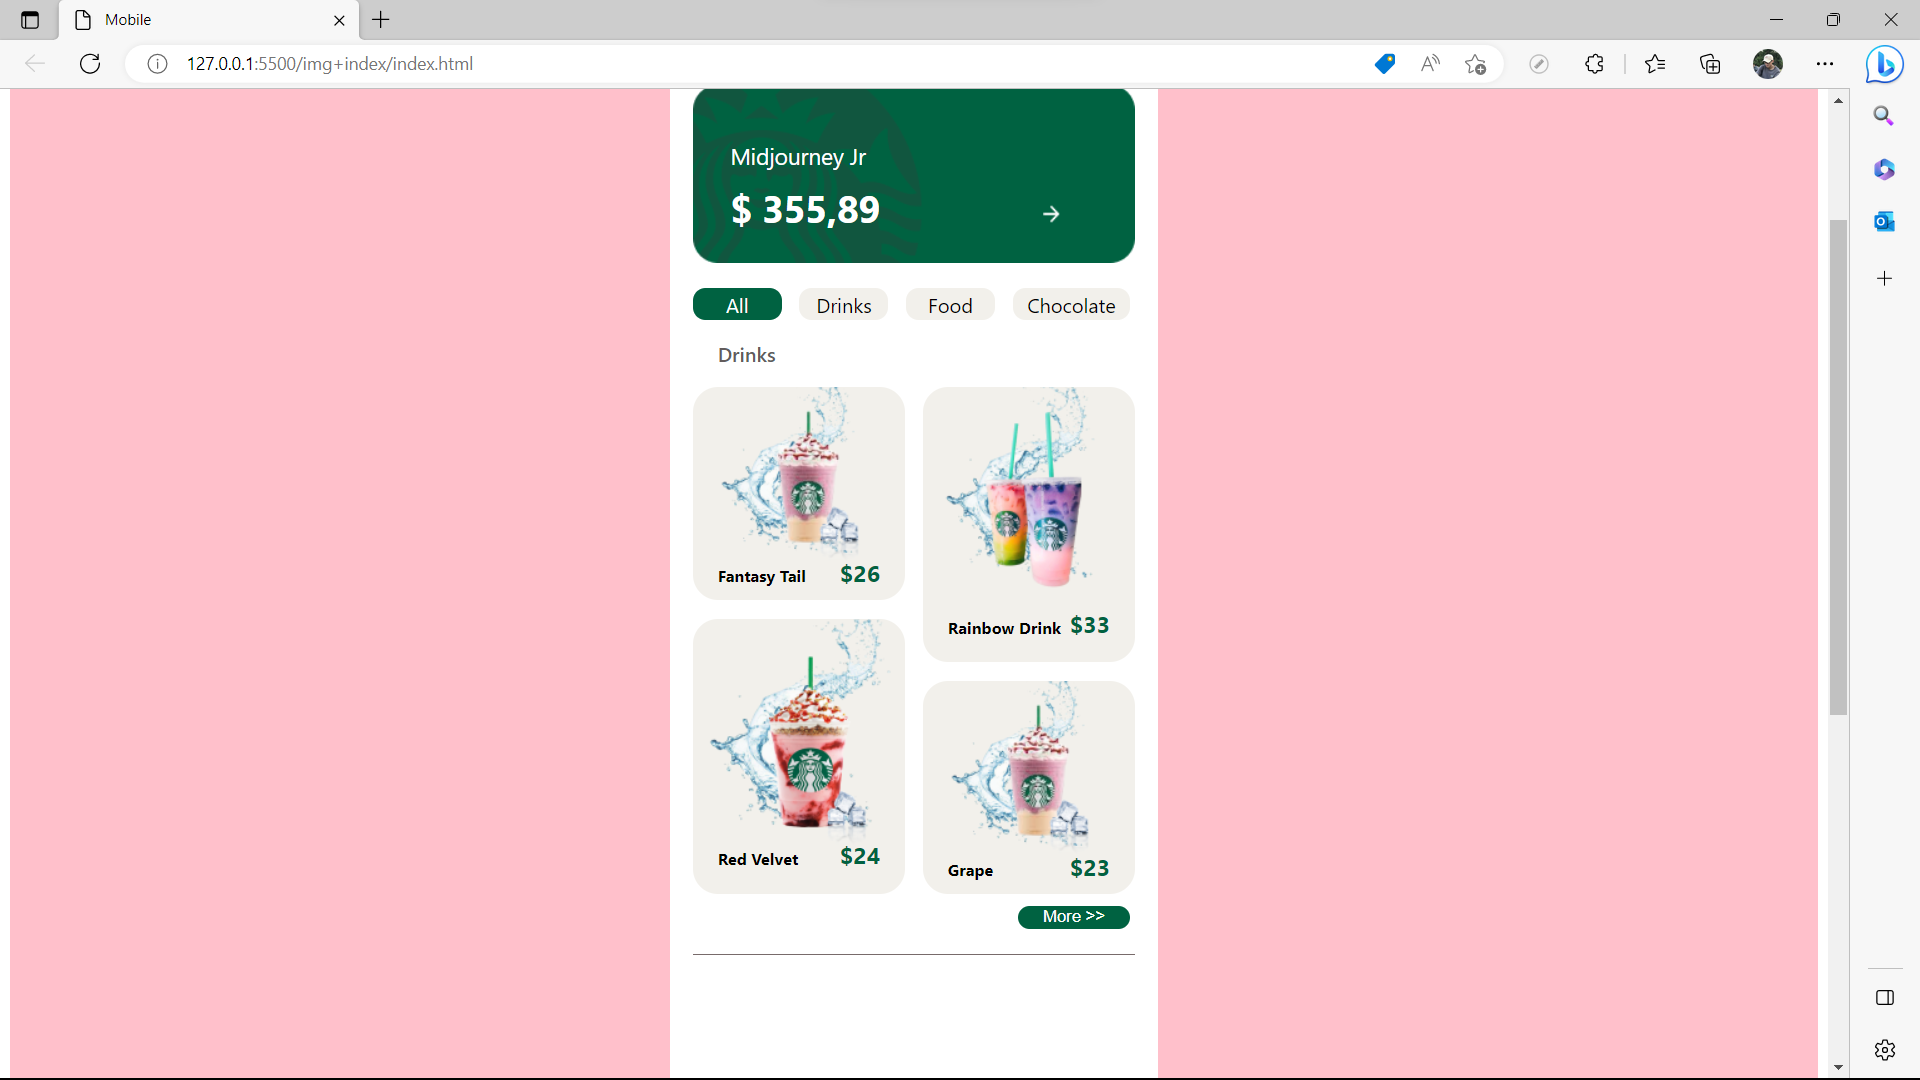 Mobile
127.0.0.1:5500/img+index/index.html
Midjourney Jr
$ 355,89
All
Drinks
Food
Chocolate
Drinks
Fantasy Tail
$26
Rainbow Drink
$33
Red Velvet
$24
Grape
$23
More >>